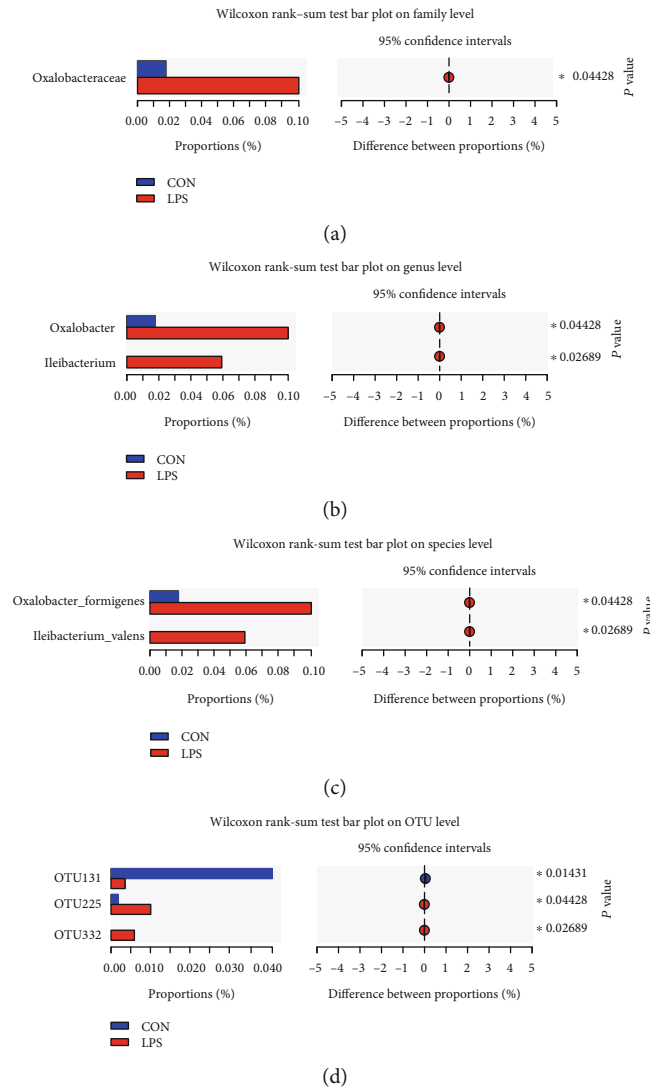 Wilcoxon rank–sum test bar plot on family level
95% confidence intervals
Oxalobacteraceae
* 0.04428
P value
0.00 0.02 0.04 0.06 0.08 0.10
–5 –4 –3 –2 –1 0 1 2 3 4 5
Proportions (%)
Difference between proportions (%)
CON
LPS
(a)
Wilcoxon rank-sum test bar plot on genus level
95% confidence intervals
Oxalobacter
* 0.04428
Ileibacterium
* 0.02689
P value
0.00 0.02 0.04 0.06 0.08 0.10
–5 –4 –3 –2 –1 0 1 2 3 4 5
Proportions (%)
Difference between proportions (%)
CON
LPS
(b)
Wilcoxon rank-sum test bar plot on species level
95% confidence intervals
Oxalobacter_formigenes
* 0.04428
Ileibacterium_valens
* 0.02689
P value
0.00 0.02 0.04 0.06 0.08 0.10
–5 –4 –3 –2 –1 0 1 2 3 4 5
Proportions (%)
Difference between proportions (%)
CON
LPS
(c)
Wilcoxon rank-sum test bar plot on OTU level
95% confidence intervals
OTU131
* 0.01431
OTU225
* 0.04428
OTU332
* 0.02689
P value
0.00 0.010 0.020 0.030 0.040
–5 –4 –3 –2 –1 0 1 2 3 4 5
Proportions (%)
Difference between proportions (%)
CON
LPS
(d)